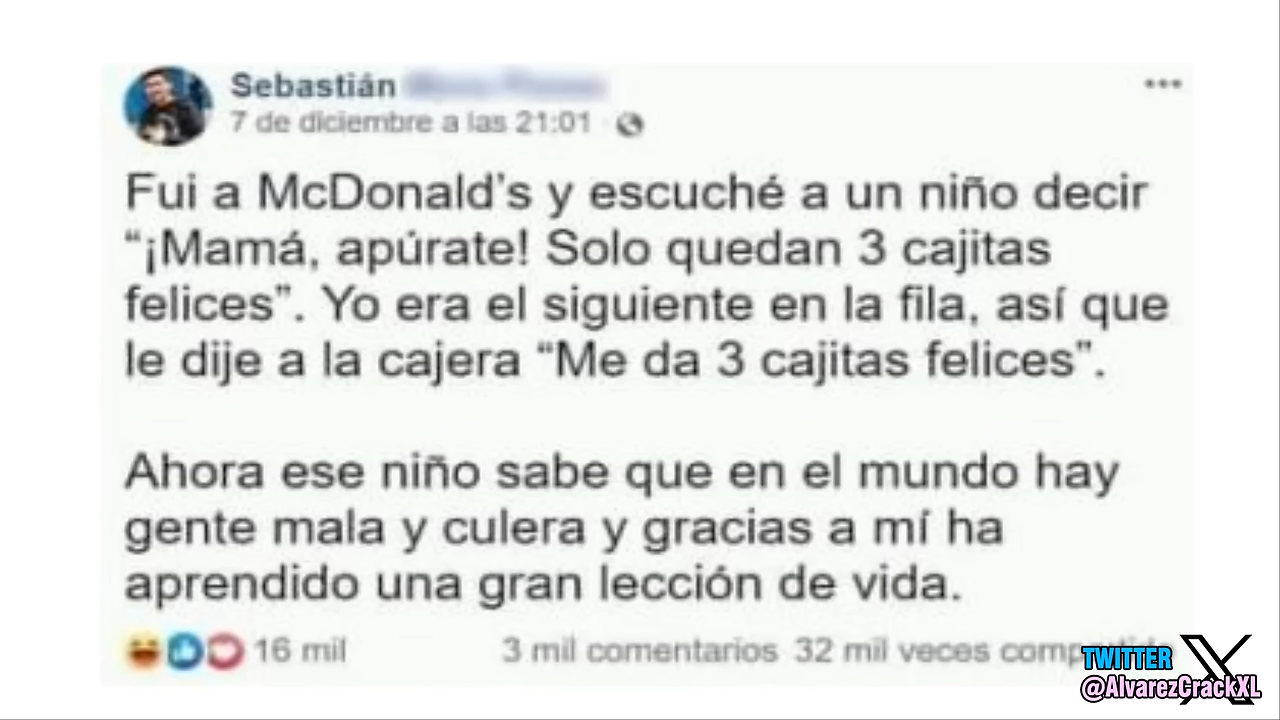 Sebastián
7 de diciembre a las 21:01 ·
Fui a McDonald's y escuché a un niño decir
“¡Mamá, apúrate! Solo quedan 3 cajitas
felices”. Yo era el siguiente en la fila, así que
le dije a la cajera “Me da 3 cajitas felices”.
Ahora ese niño sabe que en el mundo hay
gente mala y culera y gracias a mí ha
aprendido una gran lección de vida.
16 mil 3 mil comentarios 32 mil veces
TWITTER
@AlvarezCrackXL